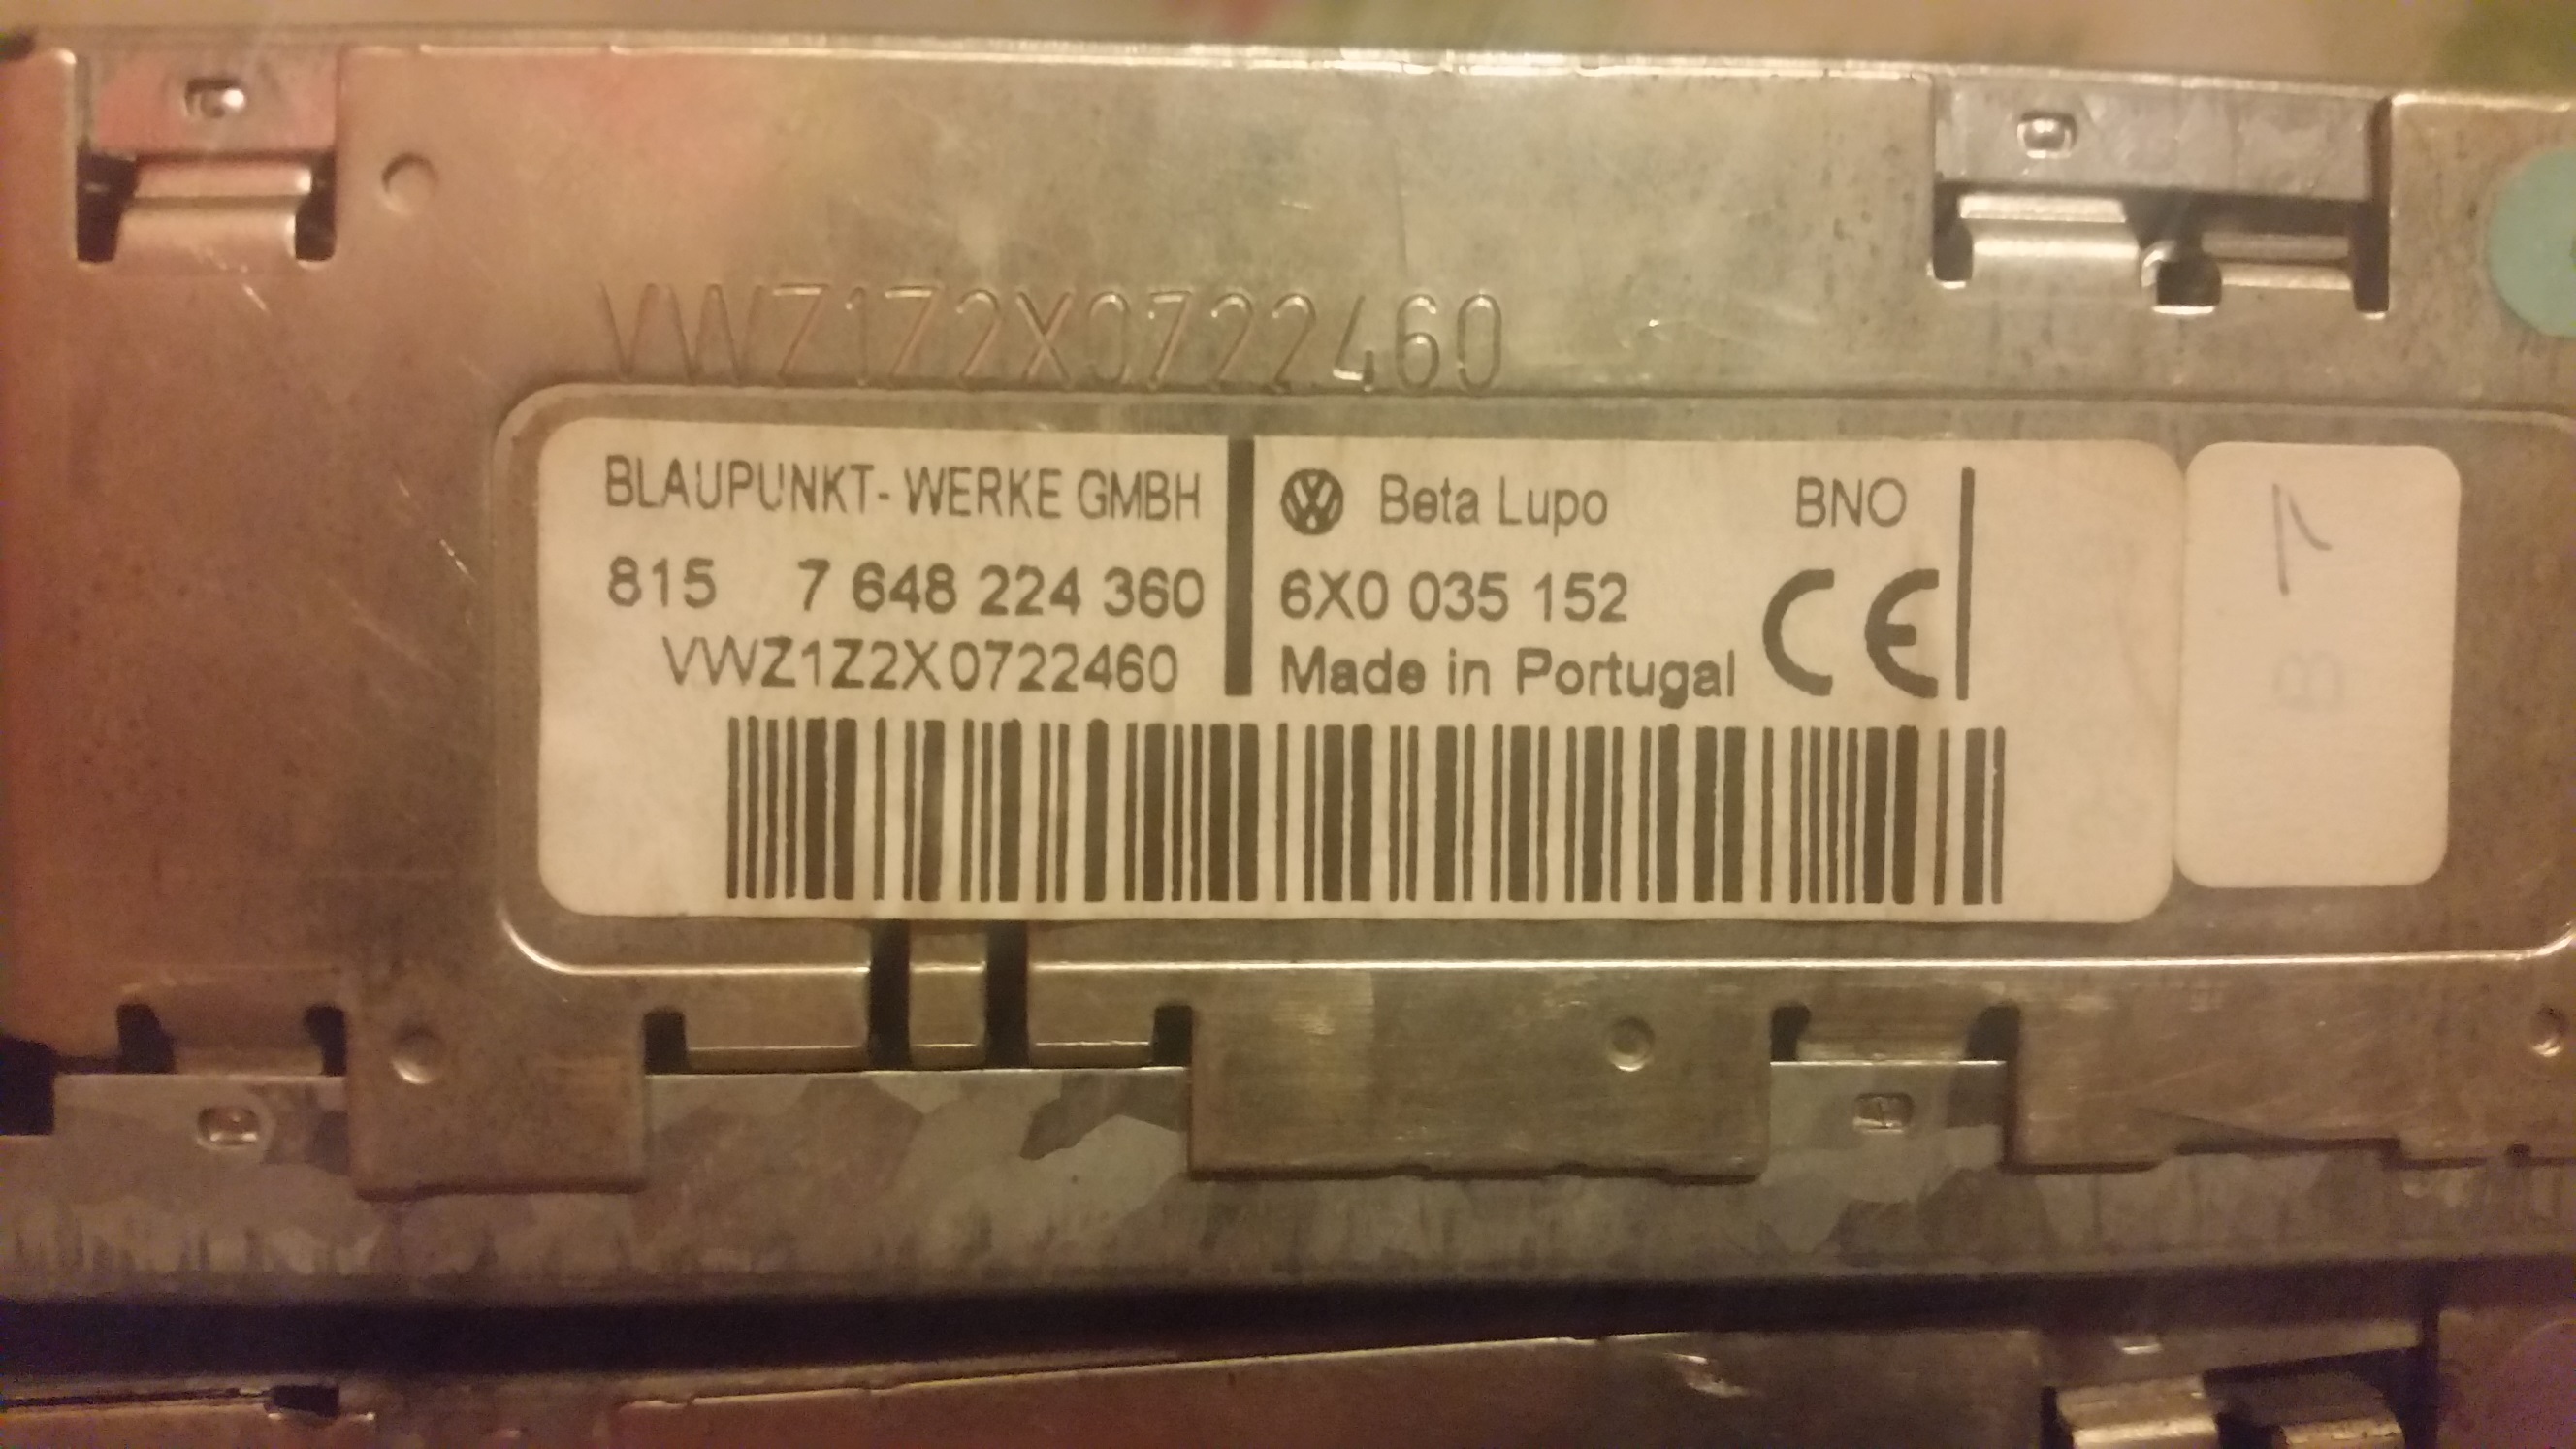 VWZ1Z2X0722460
BLAUPUNKT- WERKE GMBH
815 7 648 224 360
VWZ1Z2X0722460
Beta Lupo BNO
6X0 035 152
Made in Portugal CE
B 1